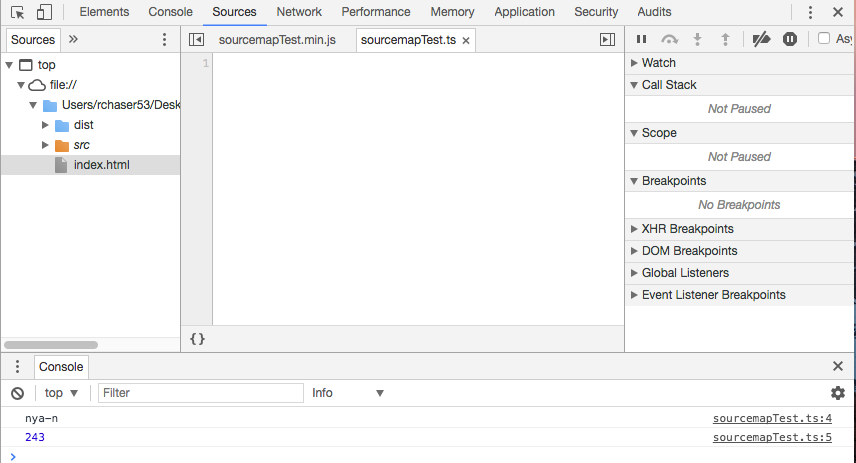 Elements Console Sources Network Performance Memory Application Security Audits
Sources
sourcemapTest.min.js sourcemapTest.ts
top
file://
Users/rchaser53/Desk
dist
src
index.html
1
{}
Asy
Watch
Call Stack
Not Paused
Scope
Not Paused
Breakpoints
No Breakpoints
XHR Breakpoints
DOM Breakpoints
Global Listeners
Event Listener Breakpoints
Console
top Filter Info
nya-n sourcemapTest.ts:4
243 sourcemapTest.ts:5